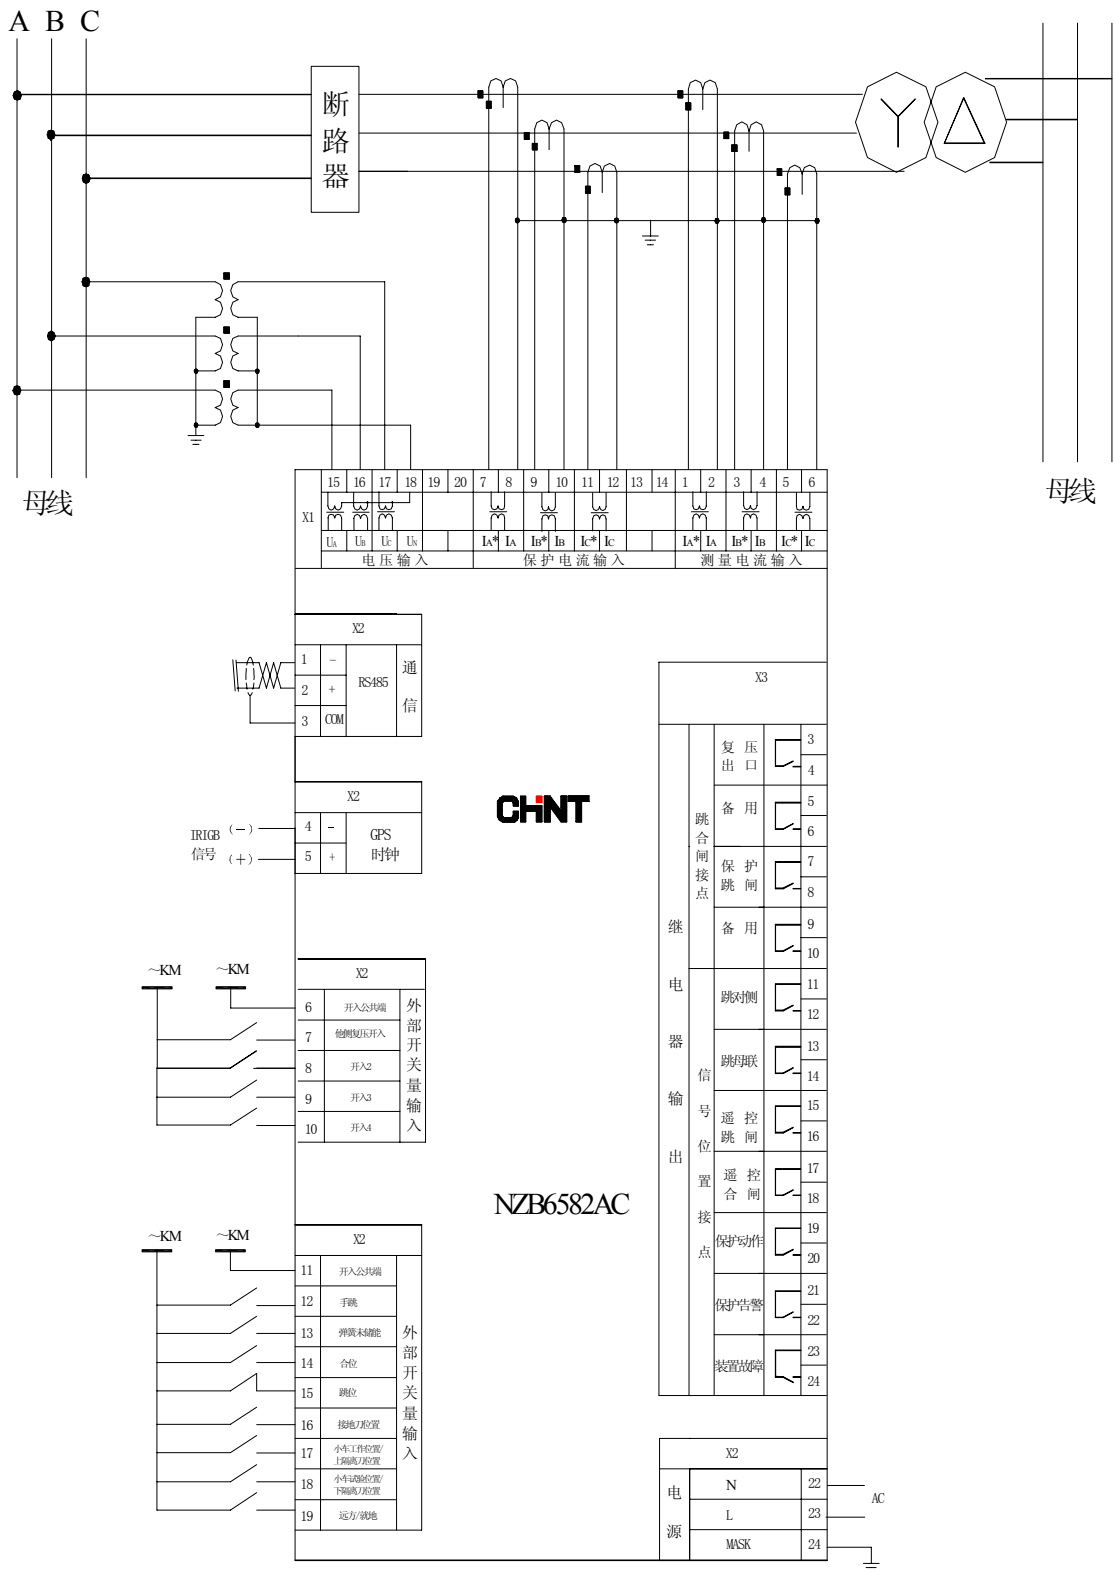 A B C
断路器
母线
母线
X1
15 16 17 18 19 20 7 8 9 10 11 12 13 14 1 2 3 4 5 6
UA UB UC UN IA* IA IB* IB IC* IC IA* IA IB* IB IC* IC
电压输入 保护电流输入 测量电流输入
X2
1 -
2 +
3 COM
RS485
通信
X2
IRIGB (-)
信号 (+)
4 -
5 +
GPS
时钟
CHNT
~KM ~KM
X2
6 开入公共端
7 他侧复压开入
8 开入2
9 开入3
10 开入4
外部开关量输入
NZB6582AC
~KM ~KM
X2
11 开入公共端
12 手跳
13 弹簧未储能
14 合位
15 跳位
16 接地刀位置
17 小车工作位置/
上隔离刀位置
18 小车试验位置/
下隔离刀位置
19 远方/就地
外部开关量输入
X3
继电器输出
跳合闸接点
复压
出口
3
4
备用
5
6
保护
跳闸
7
8
备用
9
10
信号位置接点
跳对侧
11
12
跳母联
13
14
遥控
跳闸
15
16
遥控
合闸
17
18
保护动作
19
20
保护告警
21
22
装置故障
23
24
X2
电源
N 22
L 23
MASK 24
AC